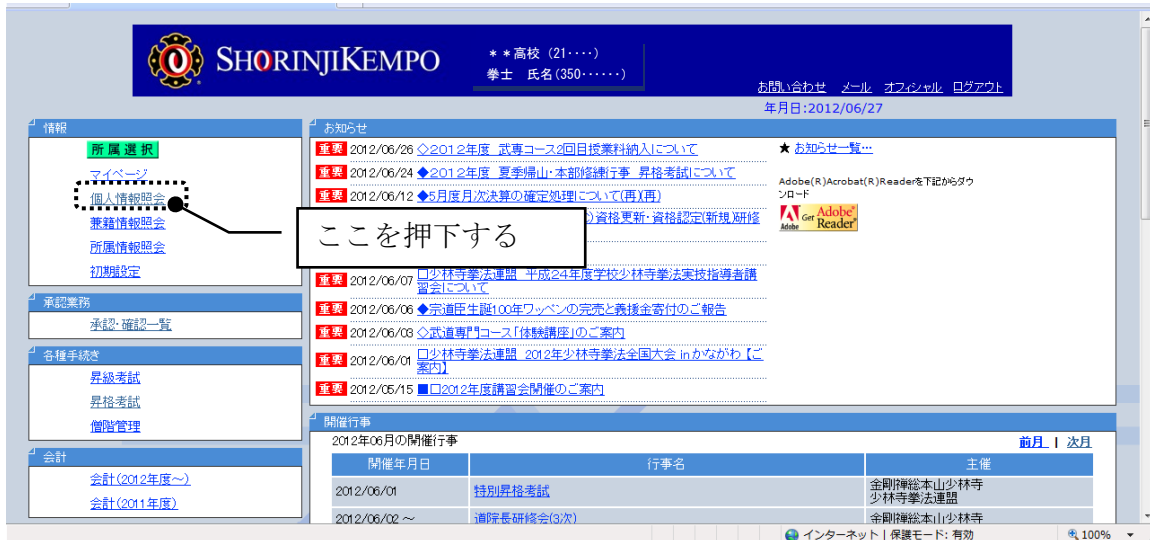 SHORINJIKEMPO
**高校 (21‥‥)
拳士 氏名(350‥‥‥)
お問い合わせ メール オフィシャル ログアウト
年月日:2012/06/27
情報
所属選択
マイページ
個人情報照会
兼籍情報照会
所属情報照会
初期設定
承認業務
承認・確認一覧
各種手続き
昇級考試
昇格考試
僧階管理
会計
会計(2012年度~)
会計(2011年度)
ここを押下する
お知らせ
重要 2012/06/26 ◇2012年度 武専コース2回目授業料納入について
重要 2012/06/24 ◆2012年度 夏季帰山・本部修練行事 昇格考試について
重要 2012/06/12 ◆5月度月次決算の確定処理について(再)(再)
)資格更新・資格認定(新規)研修
重要 2012/06/07 □少林寺拳法連盟 平成24年度学校少林寺拳法実技指導者講
習会について
重要 2012/06/06 ◆宗道臣生誕100年ワッペンの完売と義援金寄付のご報告
重要 2012/06/03 ◇武道専門コース「体験講座」のご案内
重要 2012/06/01 □少林寺拳法連盟 2012年少林寺拳法全国大会 in かながわ【ご
案内】
重要 2012/05/15 ■□2012年度講習会開催のご案内
★ お知らせ一覧…
Adobe(R)Acrobat(R)Readerを下記からダウ
ンロード
Adobe Get Adobe® Reader®
開催行事
2012年06月の開催行事
前月 | 次月
開催年月日 行事名 主催
2012/06/01 特別昇格考試 金剛禅総本山少林寺
少林寺拳法連盟
2012/06/02 ~ 道院長研修会(3次) 金剛禅総本山少林寺
インターネット | 保護モード: 有効 100%